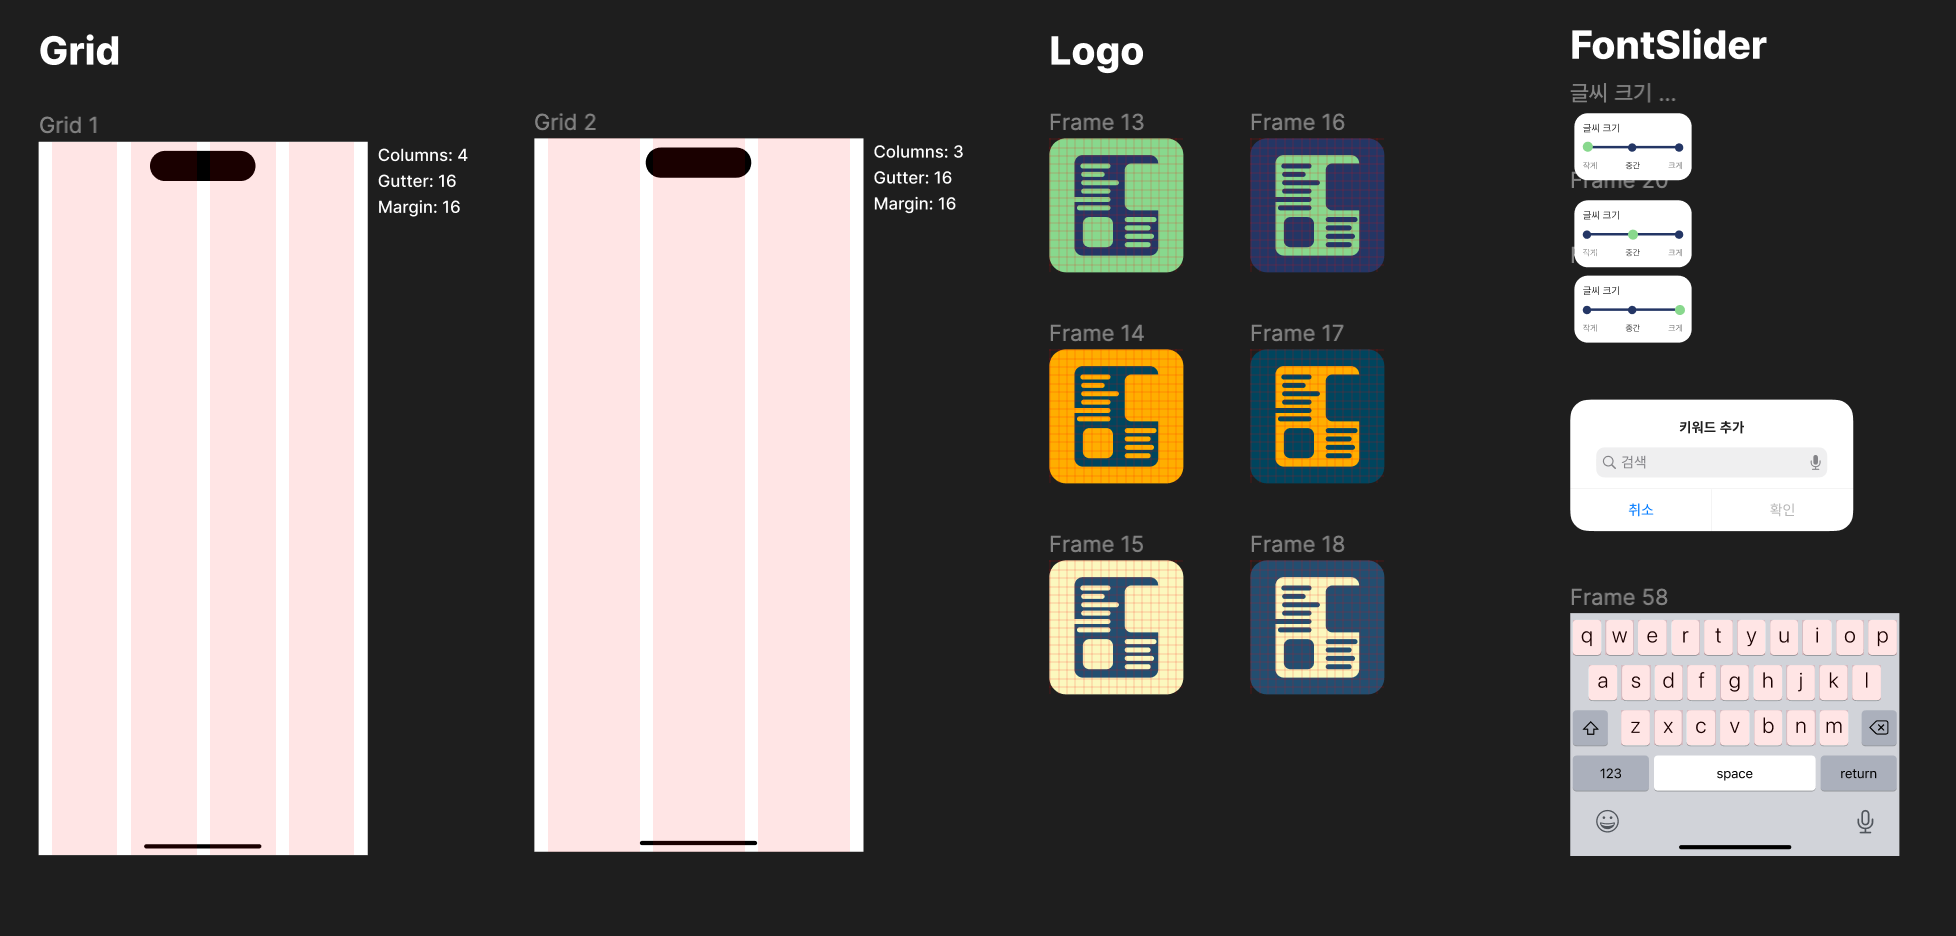 Grid
Grid 1
Columns: 4
Gutter: 16
Margin: 16
Grid 2
Columns: 3
Gutter: 16
Margin: 16
Logo
Frame 13
Frame 16
Frame 14
Frame 17
Frame 15
Frame 18
FontSlider
글씨 크기 ...
글씨 크기
작게 중간 크게
Frame 20
글씨 크기
작게 중간 크게
글씨 크기
작게 중간 크게
키워드 추가
검색
취소 확인
Frame 58
q w e r t y u i o p
a s d f g h j k l
z x c v b n m
123 space return